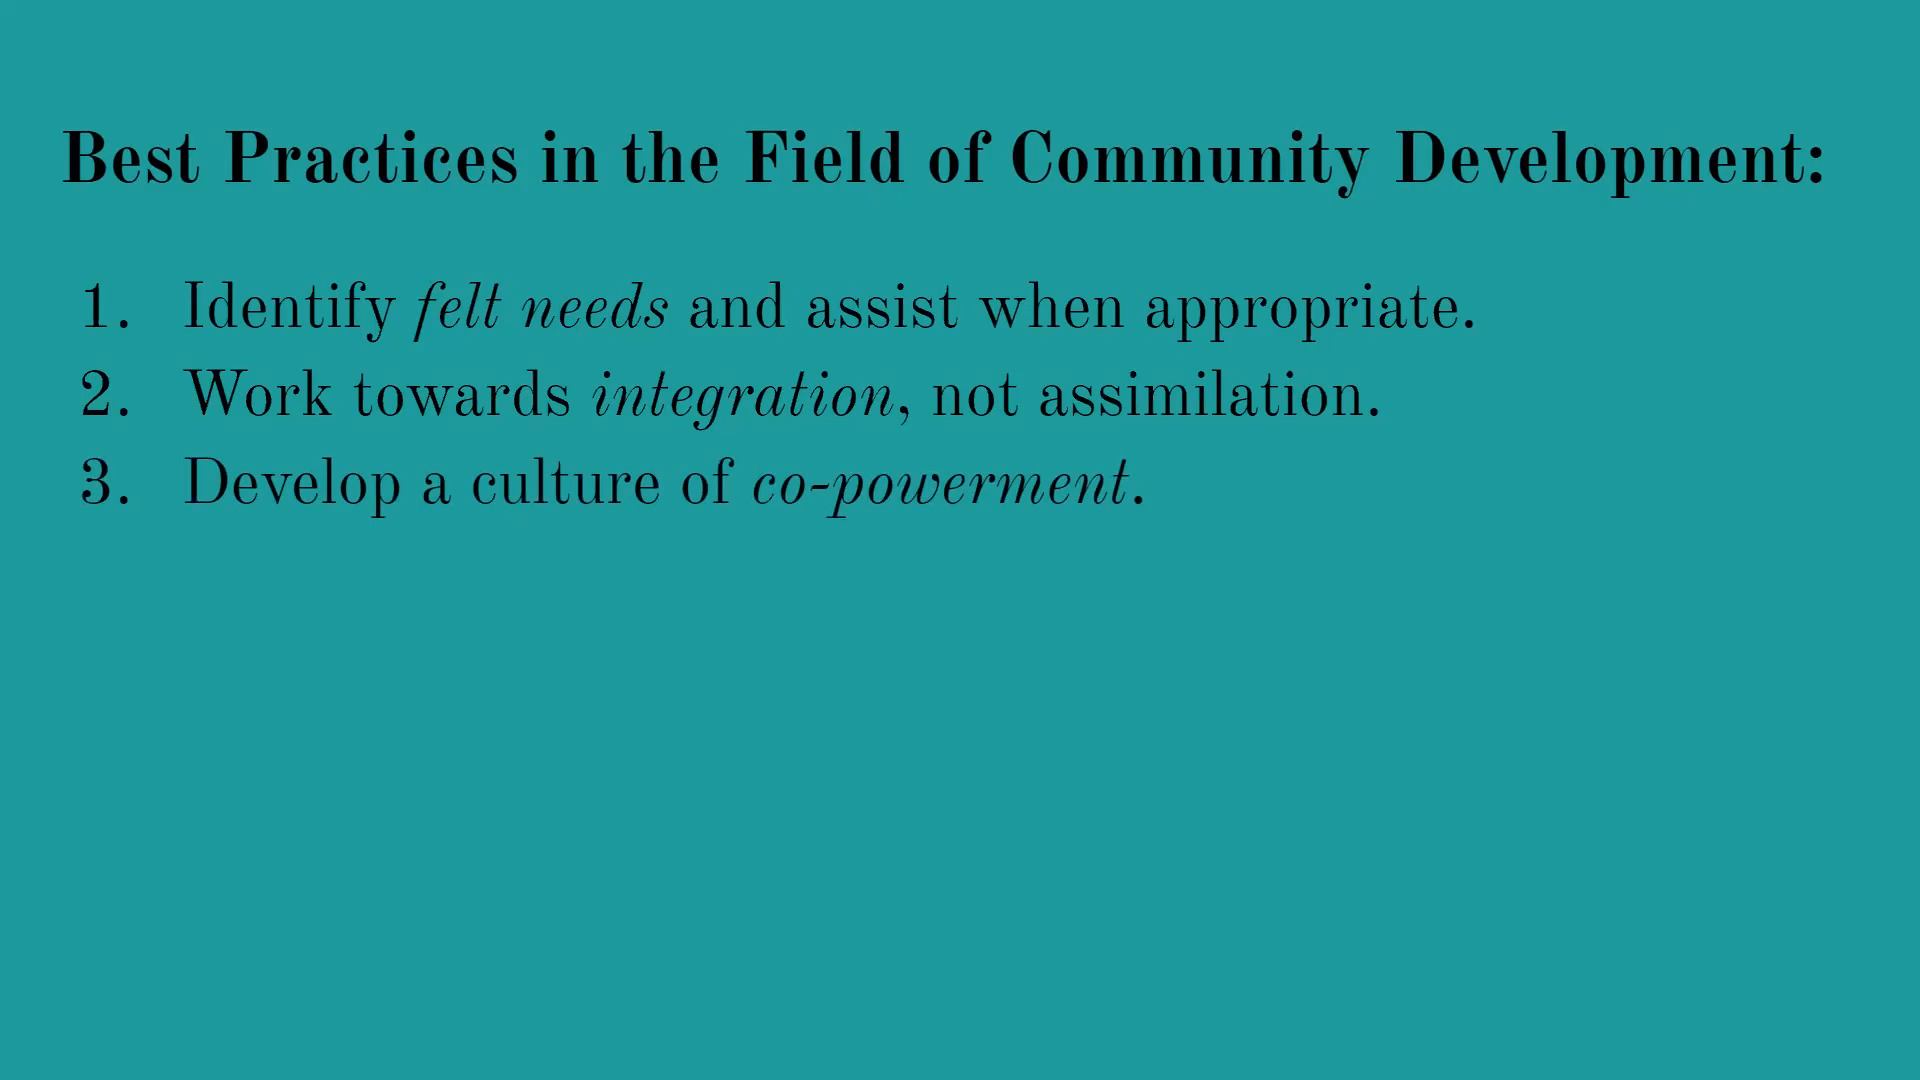 Best Practices in the Field of Community Development:
1. Identify felt needs and assist when appropriate.
2. Work towards integration, not assimilation.
3. Develop a culture of co-powerment.